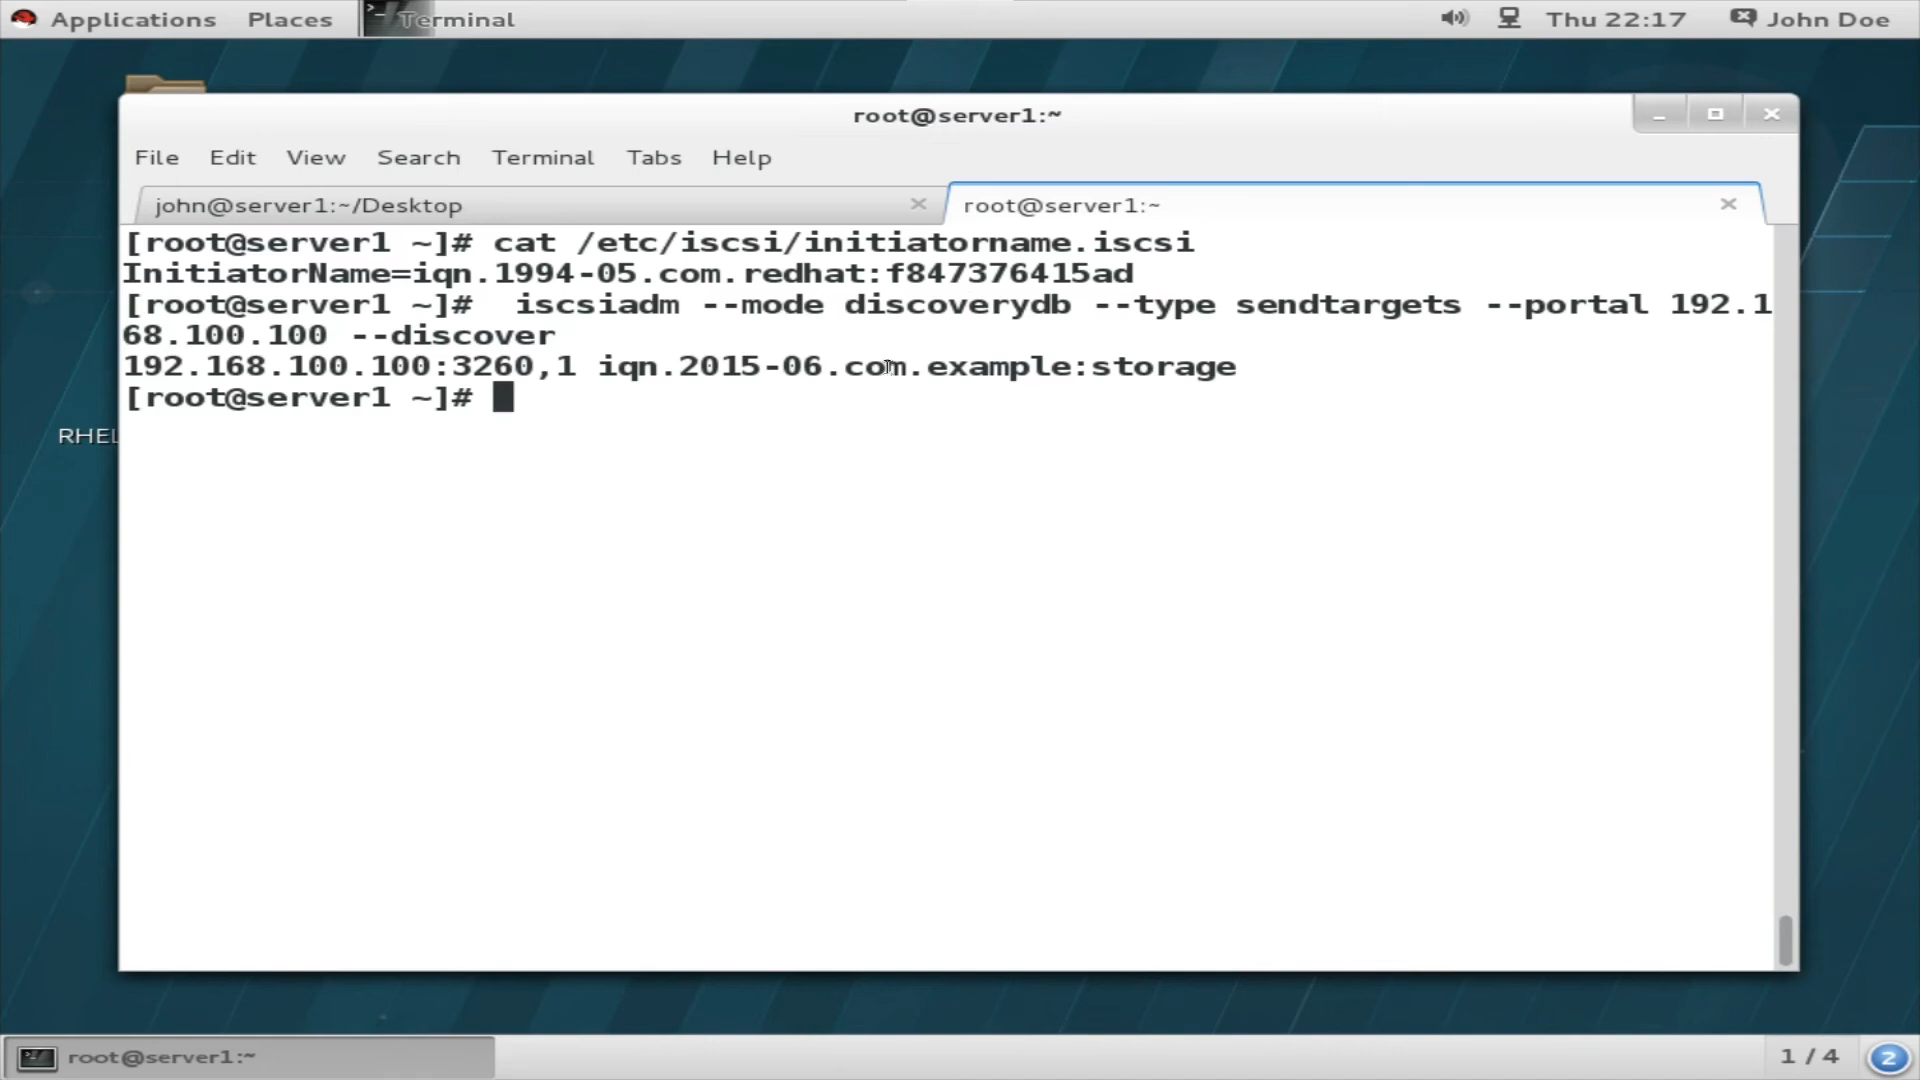 Applications Places Terminal Thu 22:17 John Doe
root@server1:~
File Edit View Search Terminal Tabs Help
john@server1:~/Desktop root@server1:~
[root@server1 ~]# cat /etc/iscsi/initiatorname.iscsi
InitiatorName=iqn.1994-05.com.redhat:f847376415ad
[root@server1 ~]#  iscsiadm --mode discoverydb --type sendtargets --portal 192.1
68.100.100 --discover
192.168.100.100:3260,1 iqn.2015-06.com.example:storage
[root@server1 ~]#
RHEL
root@server1:~ 1 / 4 2